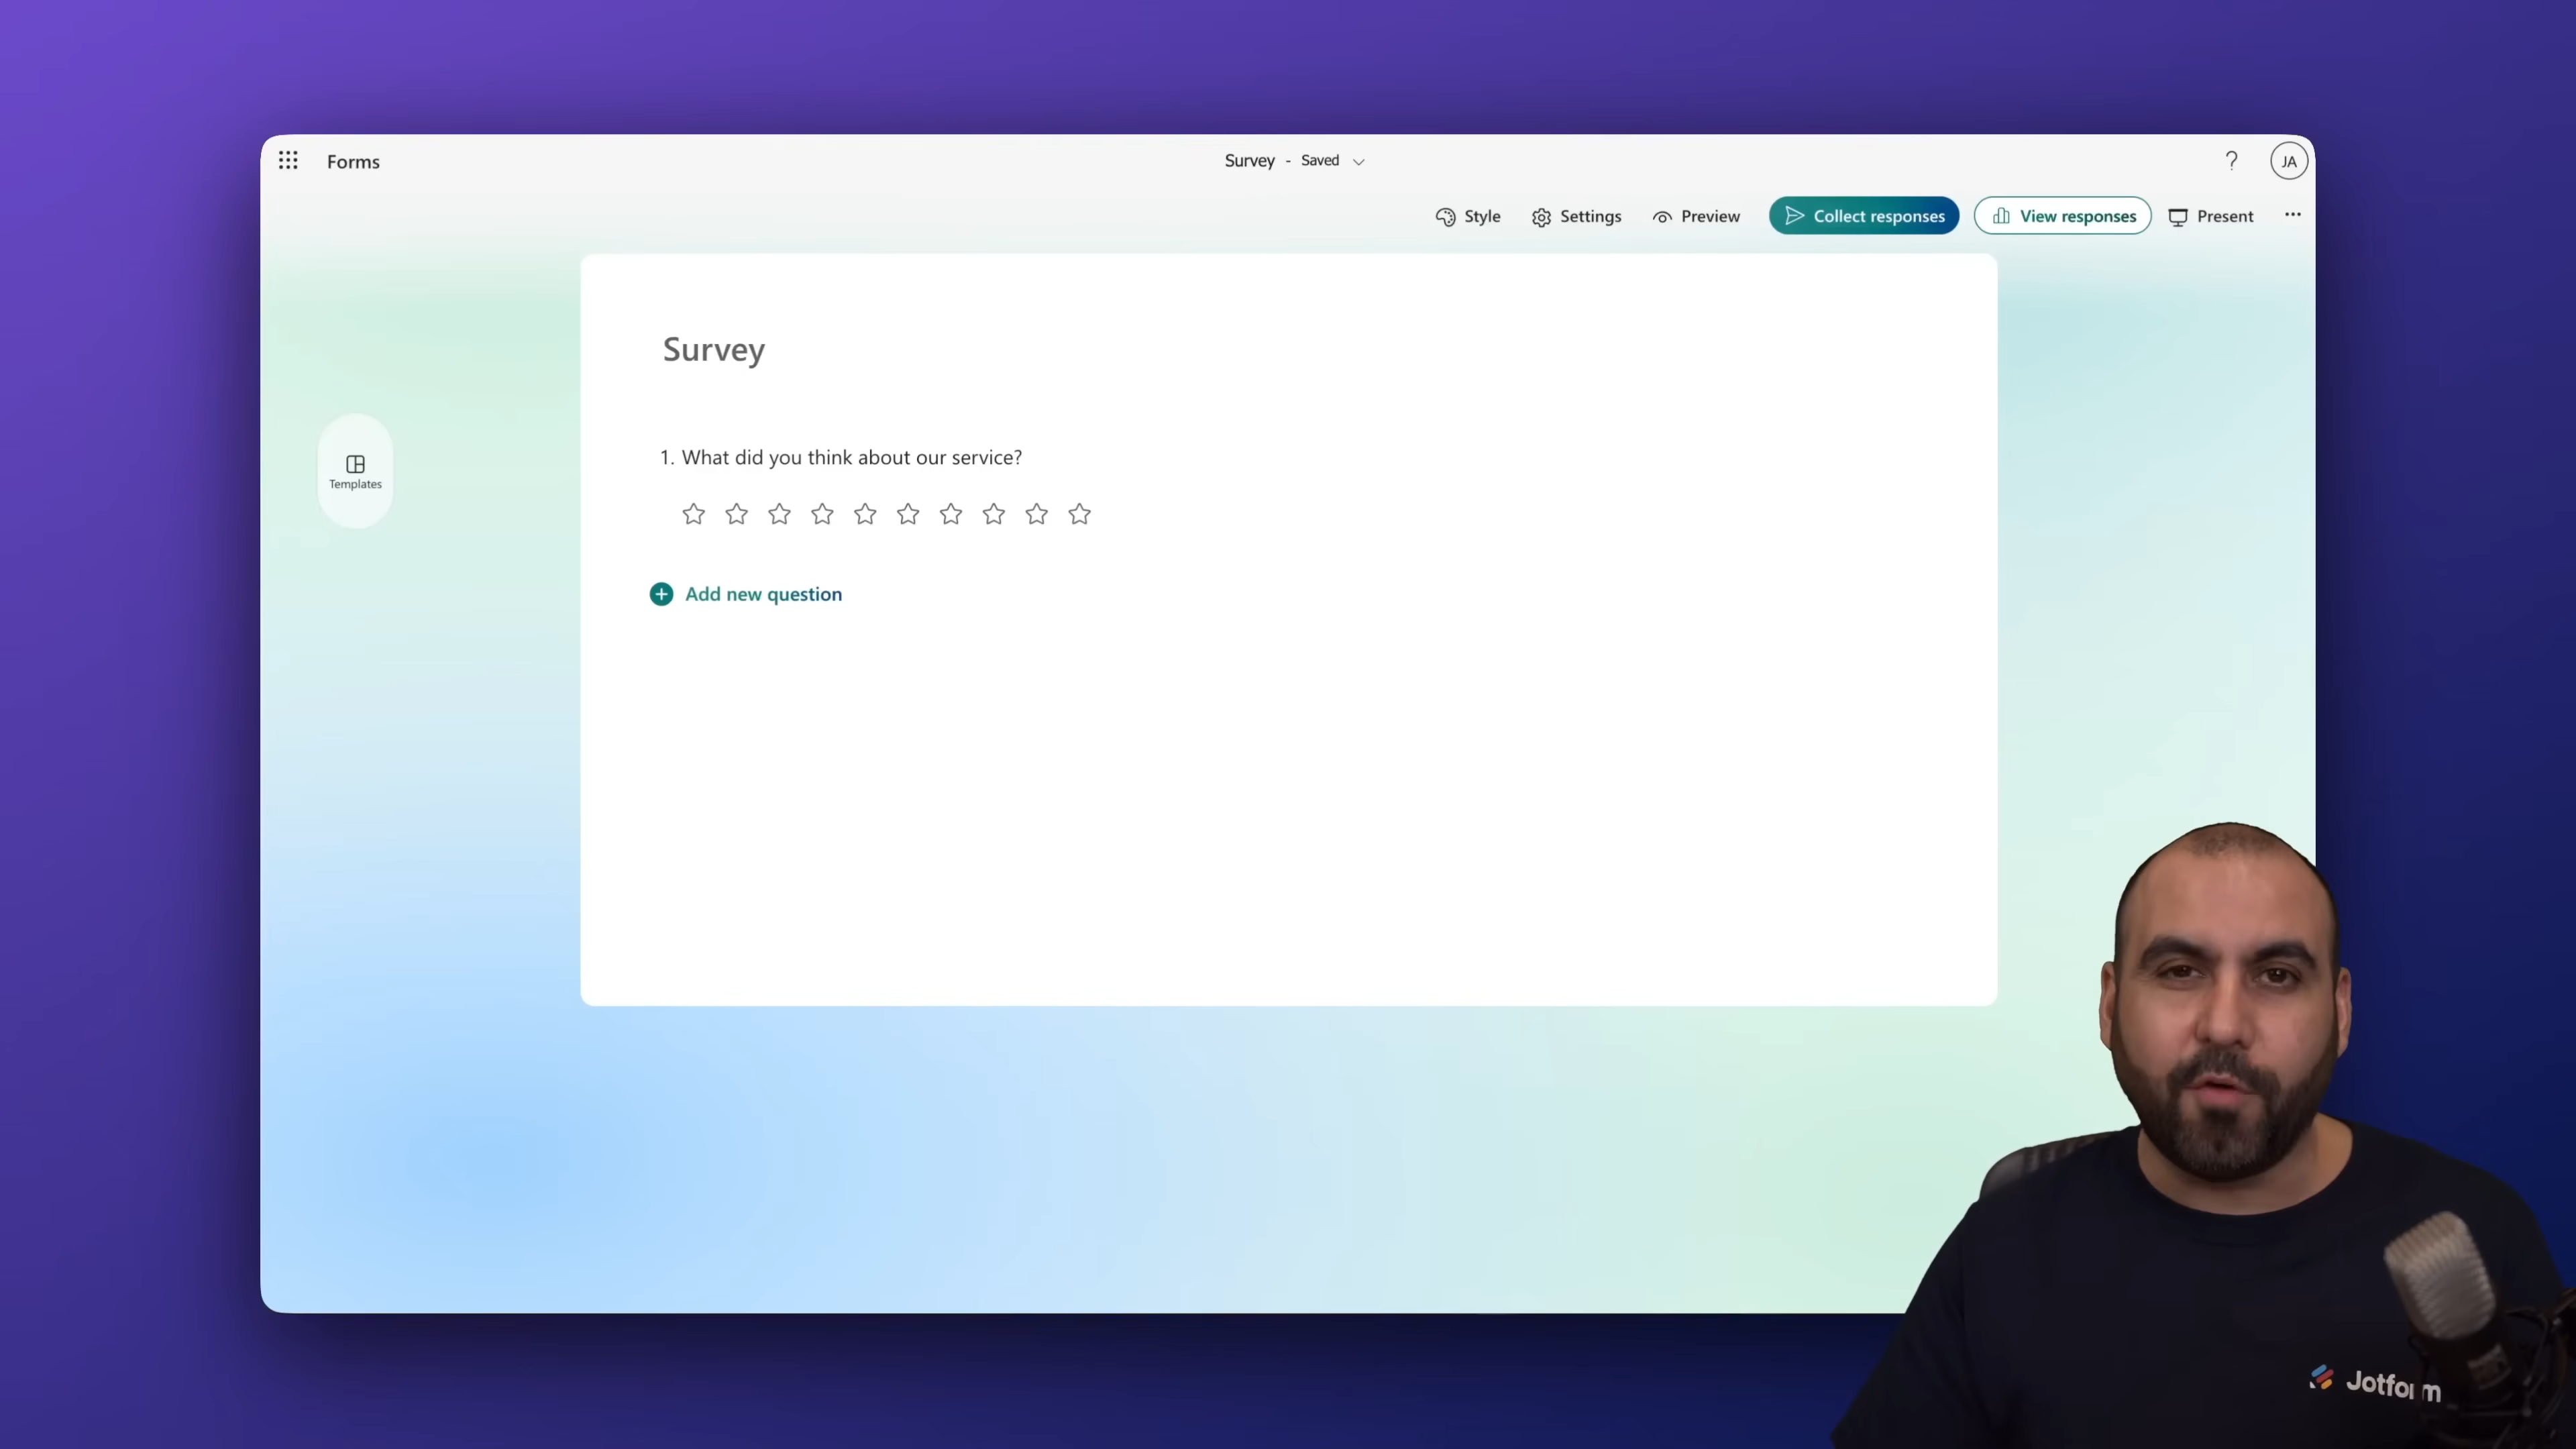 Forms
Survey - Saved
JA
Style
Settings
Preview
Collect responses
View responses
Present
Survey
Templates
1. What did you think about our service?
Add new question
Jotform